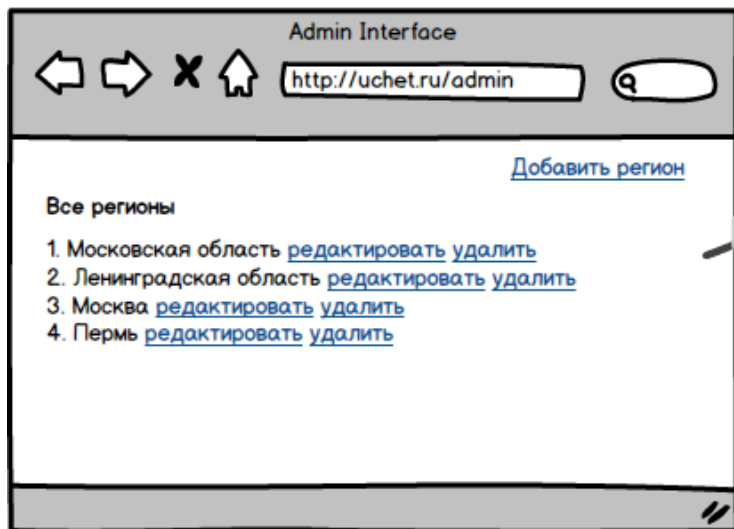 Admin Interface
http://uchet.ru/admin
Добавить регион
Все регионы
1. Московская область редактировать удалить
2. Ленинградская область редактировать удалить
3. Москва редактировать удалить
4. Пермь редактировать удалить